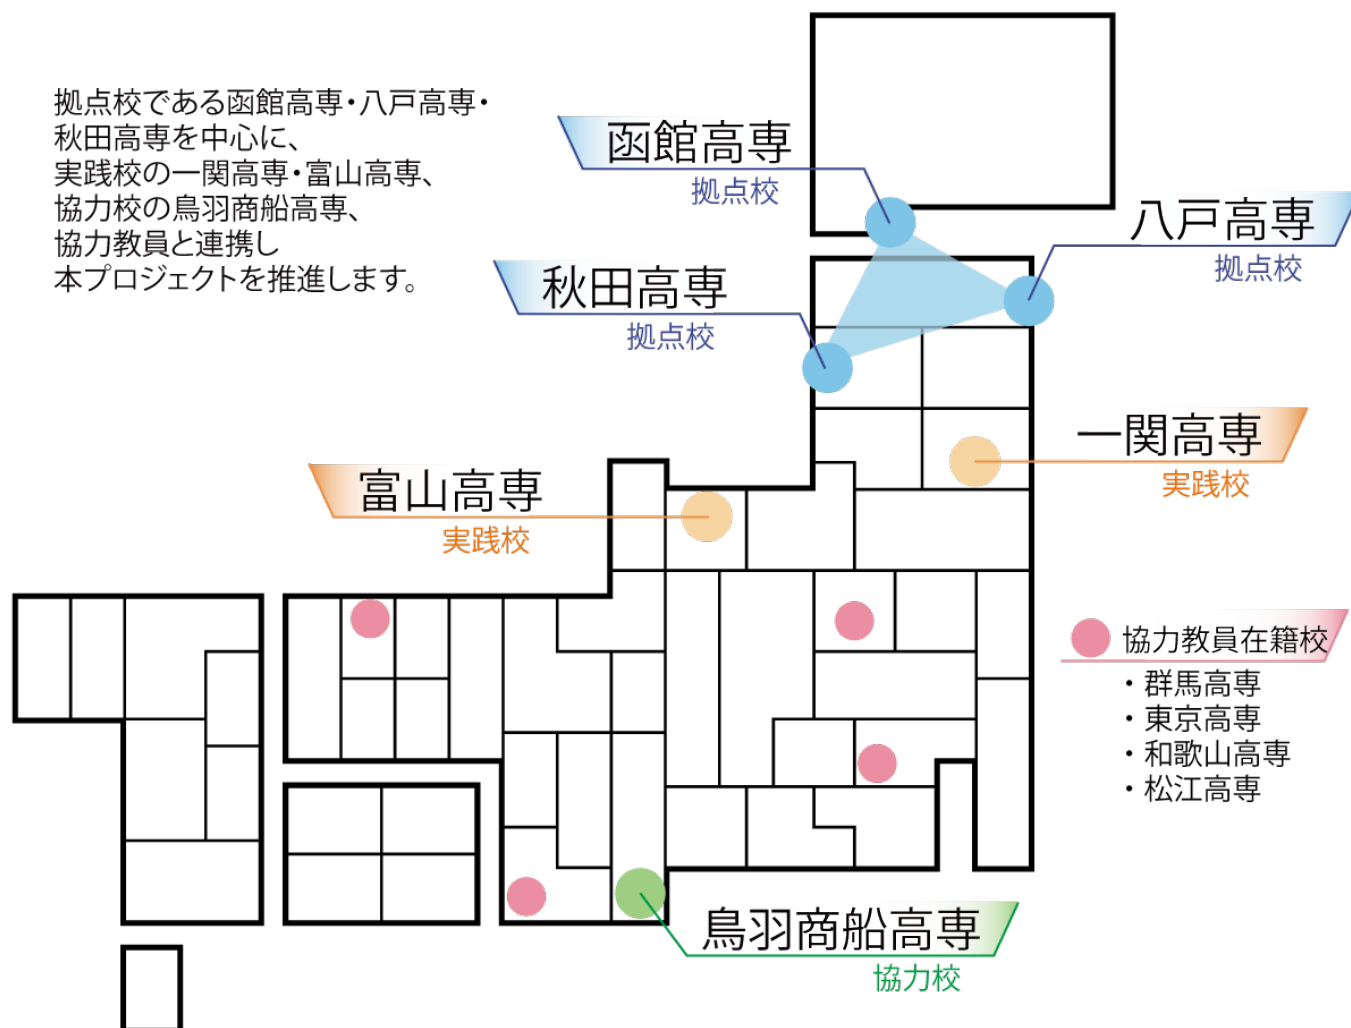 拠点校である函館高専・八戸高専・
秋田高専を中心に、
実践校の一関高専・富山高専、
協力校の鳥羽商船高専、
協力教員と連携し
本プロジェクトを推進します。
函館高専
拠点校
八戸高専
拠点校
秋田高専
拠点校
一関高専
実践校
富山高専
実践校
協力教員在籍校
・群馬高専
・東京高専
・和歌山高専
・松江高専
鳥羽商船高専
協力校